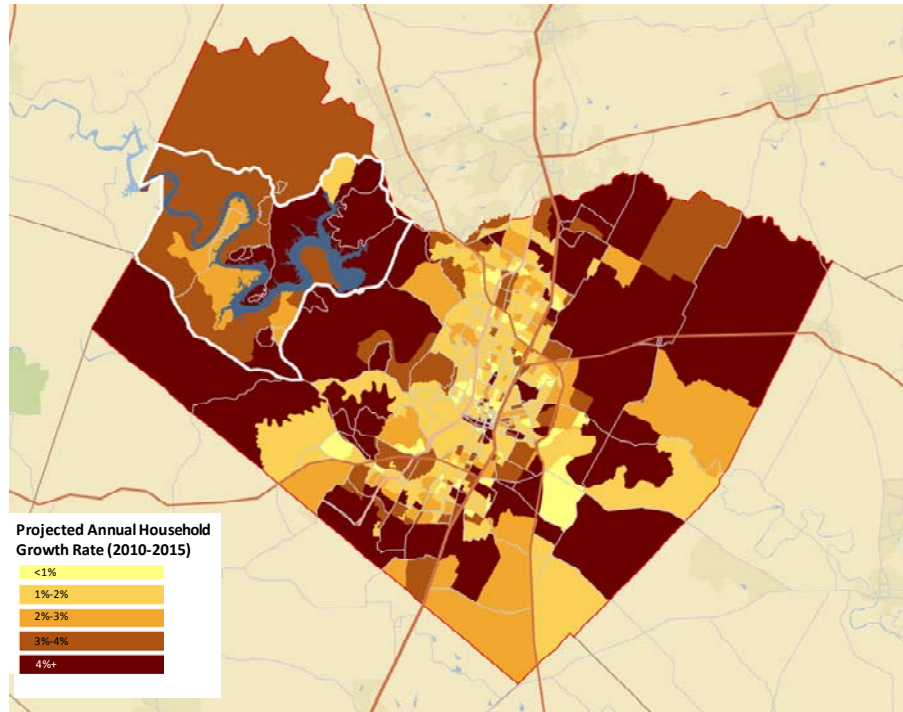 Projected Annual Household
Growth Rate (2010-2015)
<1%
1%-2%
2%-3%
3%-4%
4%+